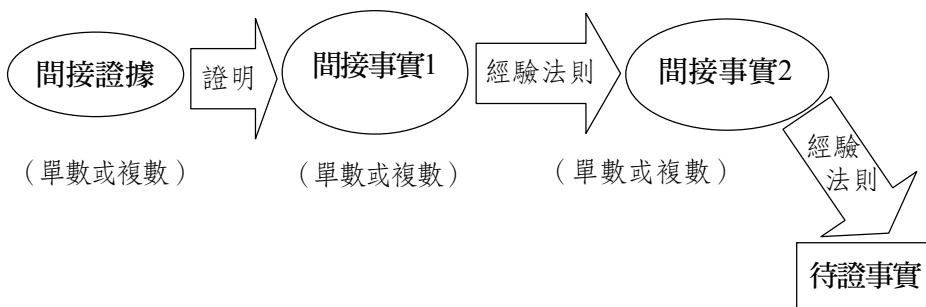 間接證據
證明
間接事實1
經驗法則
間接事實2
（單數或複數）
（單數或複數）
（單數或複數）
經驗
法則
待證事實